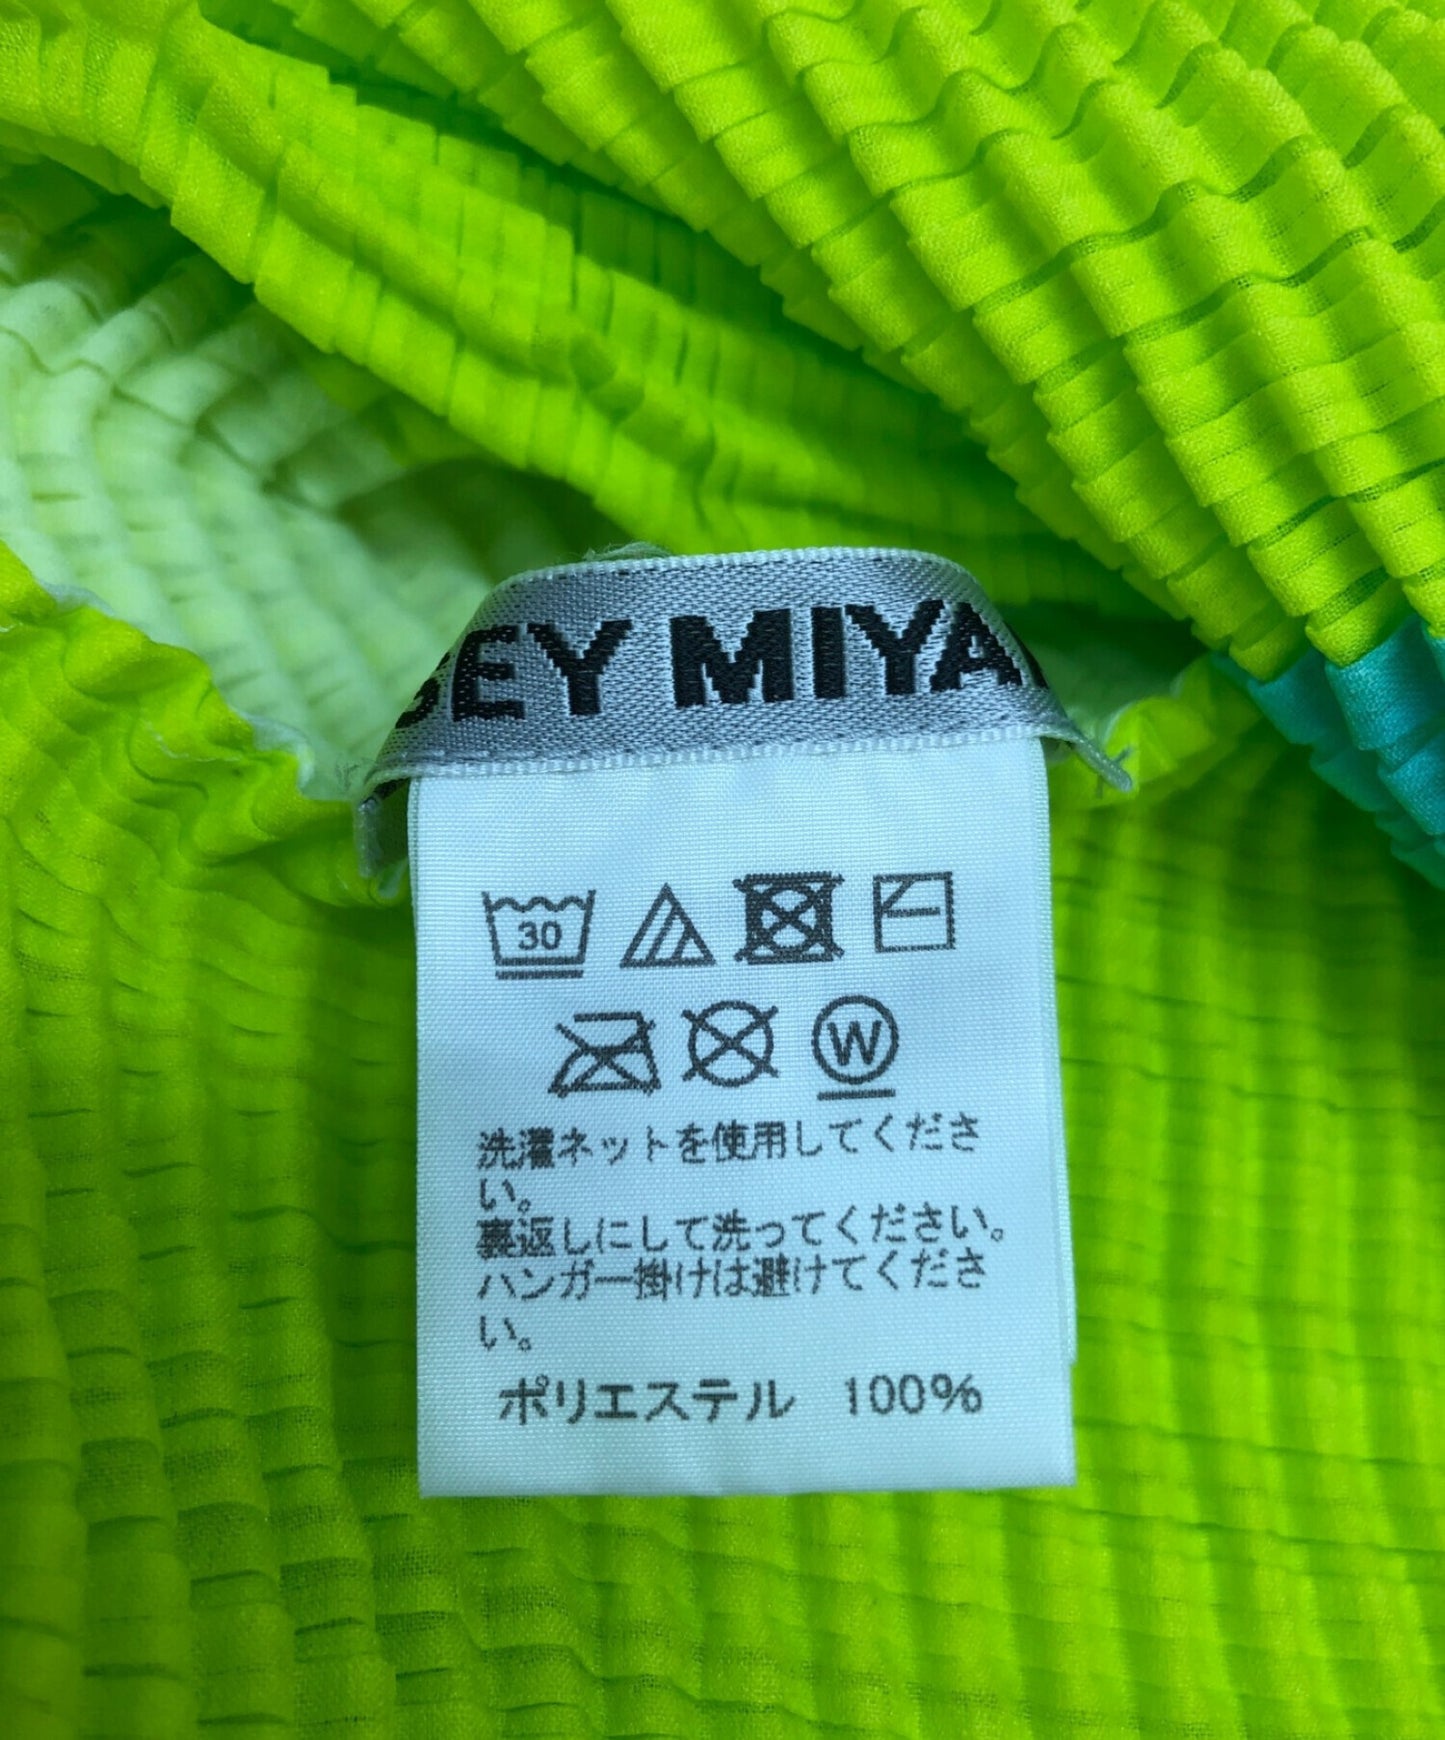 SEY MIYA
30
W
洗濯ネットを使用してくださ
い。
裏返しにして洗ってください。
ハンガー掛けは避けてくださ
い。
ポリエステル 100%